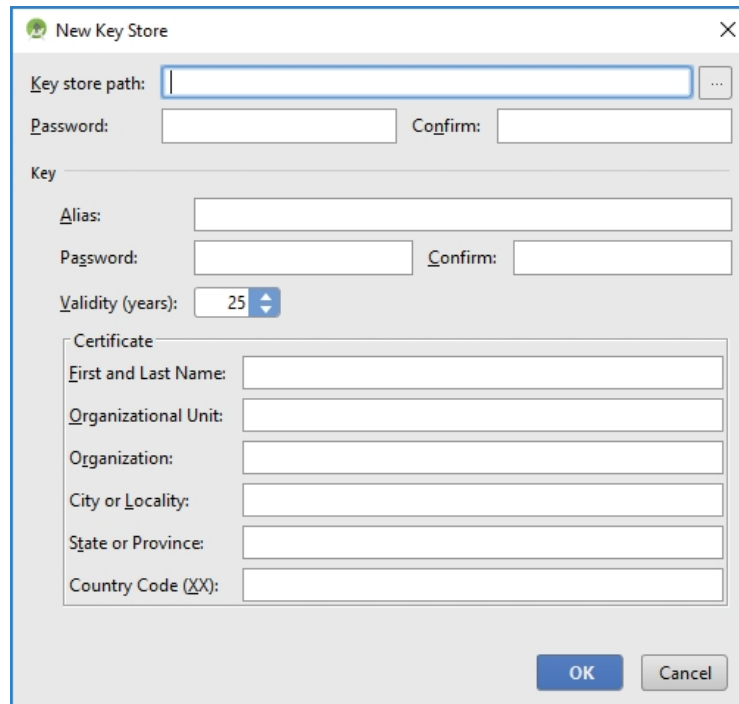 New Key Store
Key store path: ...
Password: Confirm:
Key
Alias:
Password: Confirm:
Validity (years): 25
Certificate
First and Last Name:
Organizational Unit:
Organization:
City or Locality:
State or Province:
Country Code (XX):
OK Cancel